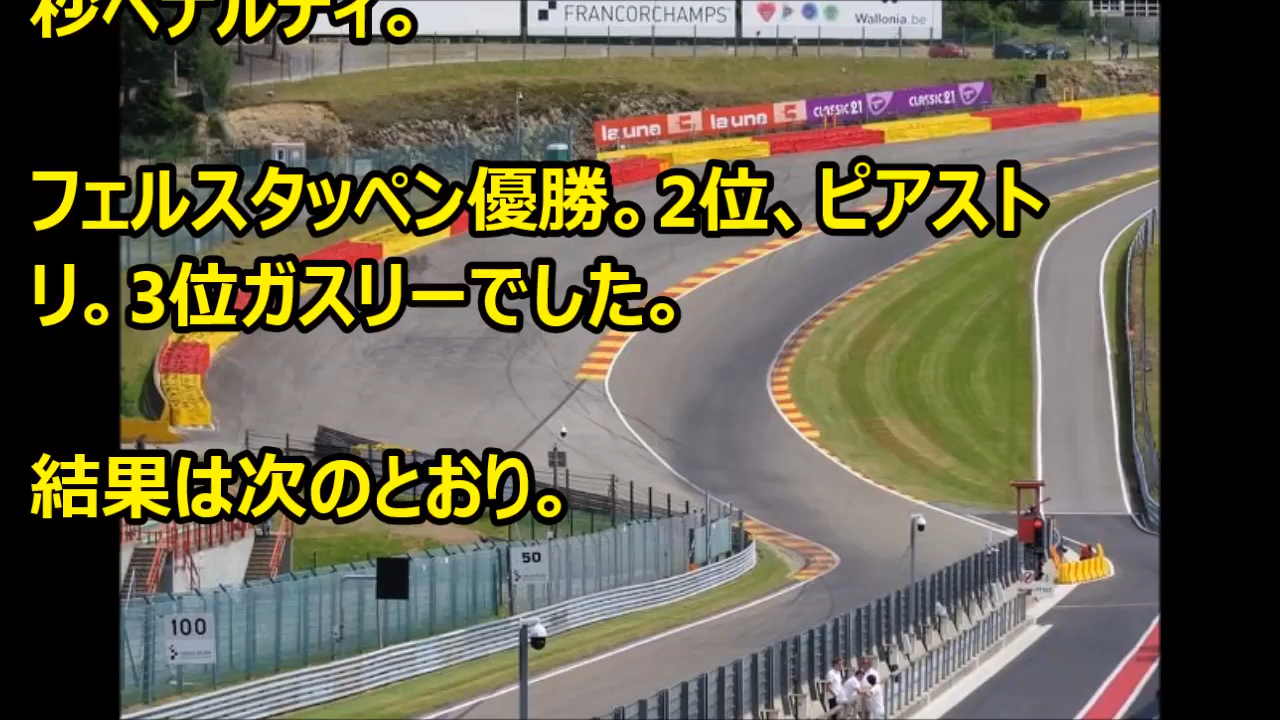 秒ペナルティ。
FRANCORCHAMPS
Wallonia.be
la une la une CLASSIC 21 CLASSIC 21
フェルスタッペン優勝。2位、ピアスト
リ。3位ガスリーでした。
結果は次のとおり。
50
100